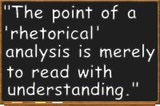 "The point of a
'rhetorical'
analysis is merely
to read with
understanding."